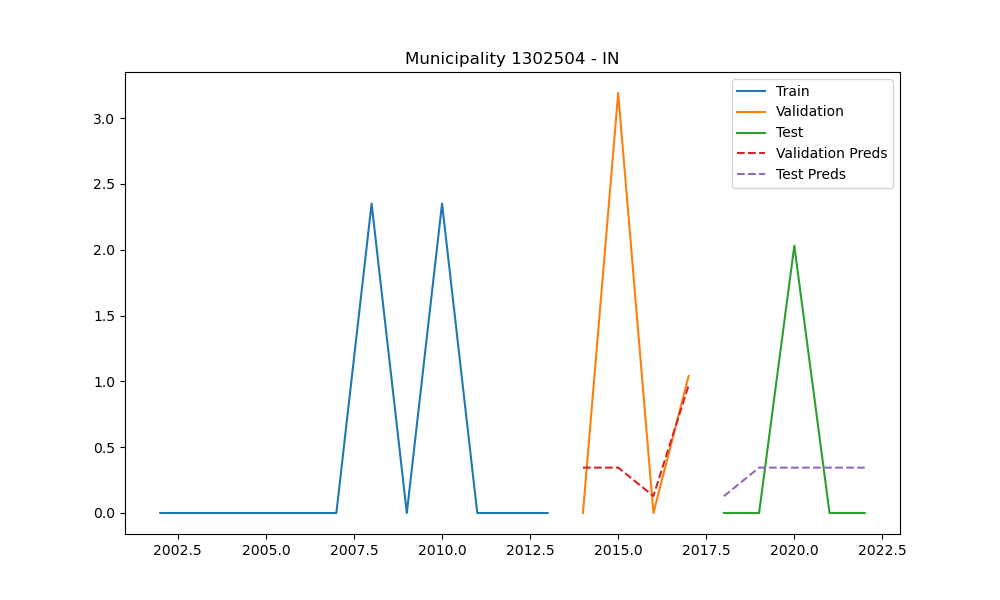 Municipality 1302504 - IN
Train
Validation
Test
Validation Preds
Test Preds
3.0
2.5
2.0
1.5
1.0
0.5
0.0
2002.5 2005.0 2007.5 2010.0 2012.5 2015.0 2017.5 2020.0 2022.5